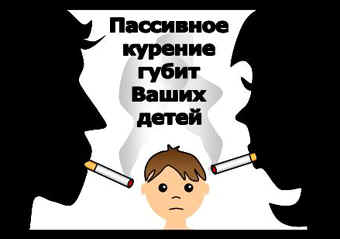 Пассивное
курение
губит
Ваших
детей